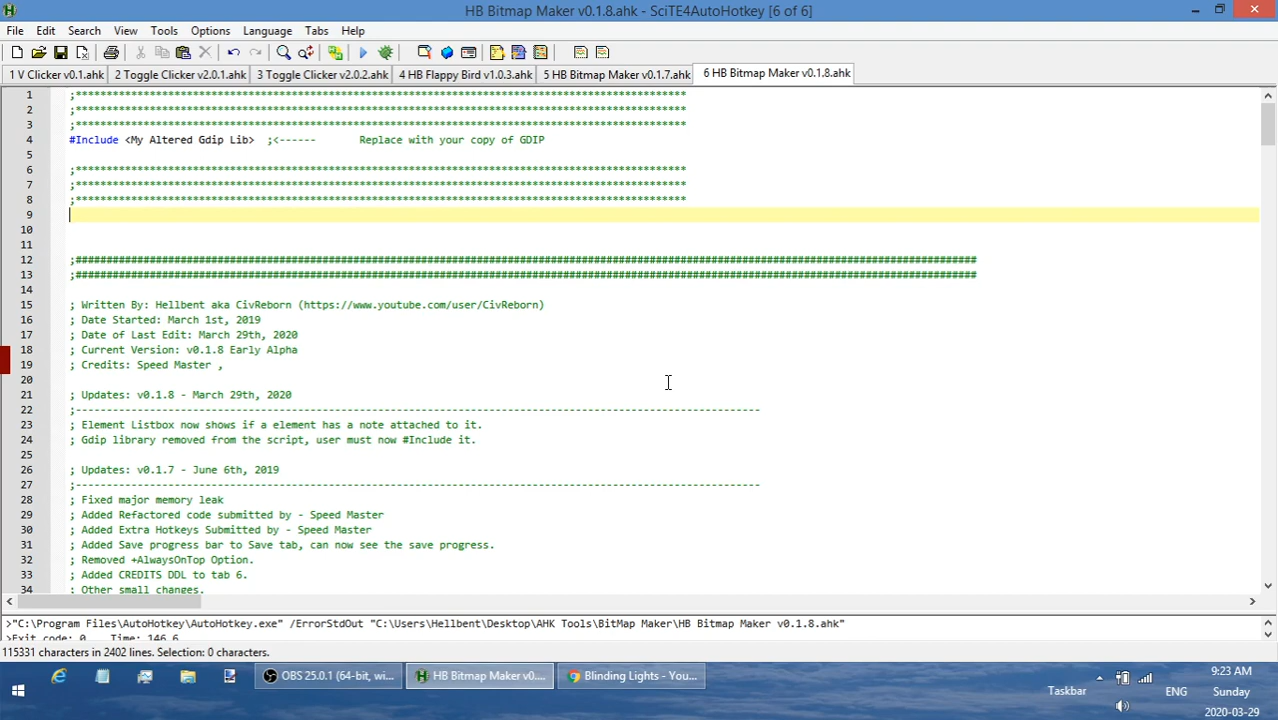 HB Bitmap Maker v0.1.8.ahk - SciTE4AutoHotkey [6 of 6]
File Edit Search View Tools Options Language Tabs Help
1 V Clicker v0.1.ahk 2 Toggle Clicker v2.0.1.ahk 3 Toggle Clicker v2.0.2.ahk 4 HB Flappy Bird v1.0.3.ahk 5 HB Bitmap Maker v0.1.7.ahk 6 HB Bitmap Maker v0.1.8.ahk
1 ;***************************************************************************************************
2 ;***************************************************************************************************
3 ;***************************************************************************************************
4 #Include <My Altered Gdip Lib> ;<------ Replace with your copy of GDIP
5
6 ;***************************************************************************************************
7 ;***************************************************************************************************
8 ;***************************************************************************************************
9
10
11
12 ;##################################################################################################################################################
13 ;##################################################################################################################################################
14
15 ; Written By: Hellbent aka CivReborn (https://www.youtube.com/user/CivReborn)
16 ; Date Started: March 1st, 2019
17 ; Date of Last Edit: March 29th, 2020
18 ; Current Version: v0.1.8 Early Alpha
19 ; Credits: Speed Master ,
20
21 ; Updates: v0.1.8 - March 29th, 2020
22 ;---------------------------------------------------------------------------------------------------------------
23 ; Element Listbox now shows if a element has a note attached to it.
24 ; Gdip library removed from the script, user must now #Include it.
25
26 ; Updates: v0.1.7 - June 6th, 2019
27 ;---------------------------------------------------------------------------------------------------------------
28 ; Fixed major memory leak
29 ; Added Refactored code submitted by - Speed Master
30 ; Added Extra Hotkeys Submitted by - Speed Master
31 ; Added Save progress bar to Save tab, can now see the save progress.
32 ; Removed +AlwaysOnTop Option.
33 ; Added CREDITS DDL to tab 6.
34 ; Other small changes.
>"C:\Program Files\AutoHotkey\AutoHotkey.exe" /ErrorStdOut "C:\Users\Hellbent\Desktop\AHK Tools\BitMap Maker\HB Bitmap Maker v0.1.8.ahk"
>Exit code: 0 Time: 146.6
115331 characters in 2402 lines. Selection: 0 characters.
OBS 25.0.1 (64-bit, wi... HB Bitmap Maker v0.... Blinding Lights - You...
Taskbar ENG
9:23 AM
Sunday
2020-03-29